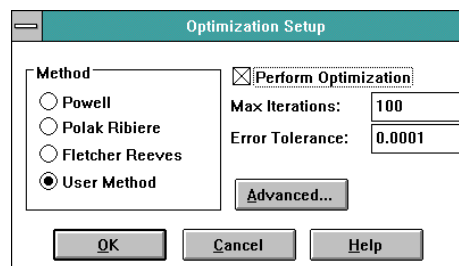 Optimization Setup
Method
Powell
Polak Ribiere
Fletcher Reeves
User Method
Perform Optimization
Max Iterations: 100
Error Tolerance: 0.0001
Advanced...
OK Cancel Help